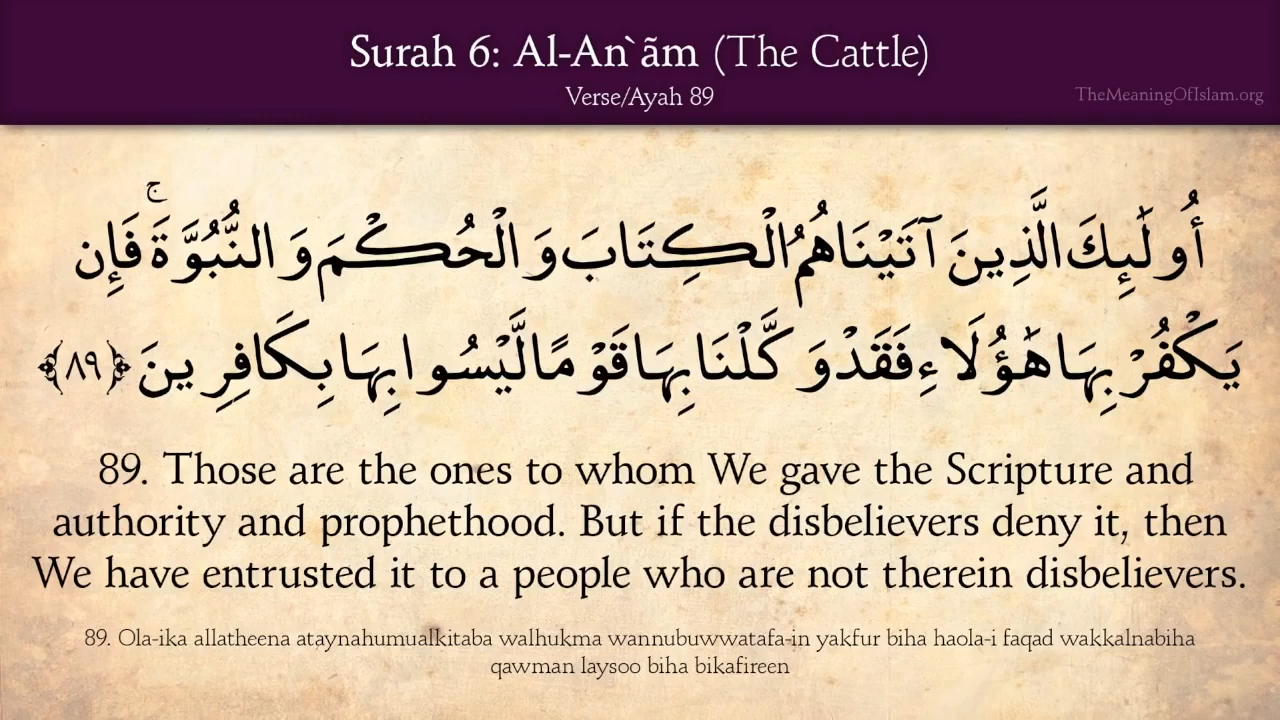 Surah 6: Al-An`ãm (The Cattle)
Verse/Ayah 89
TheMeaningOfIslam.org
أُولَٰئِكَ الَّذِينَ آتَيْنَاهُمُ الْكِتَابَ وَالْحُكْمَ وَالنُّبُوَّةَ ۚ فَإِن
يَكْفُرْ بِهَا هَٰؤُلَاءِ فَقَدْ وَكَّلْنَا بِهَا قَوْمًا لَّيْسُوا بِهَا بِكَافِرِينَ ﴿٨٩﴾
89. Those are the ones to whom We gave the Scripture and
authority and prophethood. But if the disbelievers deny it, then
We have entrusted it to a people who are not therein disbelievers.
89. Ola-ika allatheena ataynahumualkitaba walhukma wannubuwwatafa-in yakfur biha haola-i faqad wakkalnabiha
qawman laysoo biha bikafireen